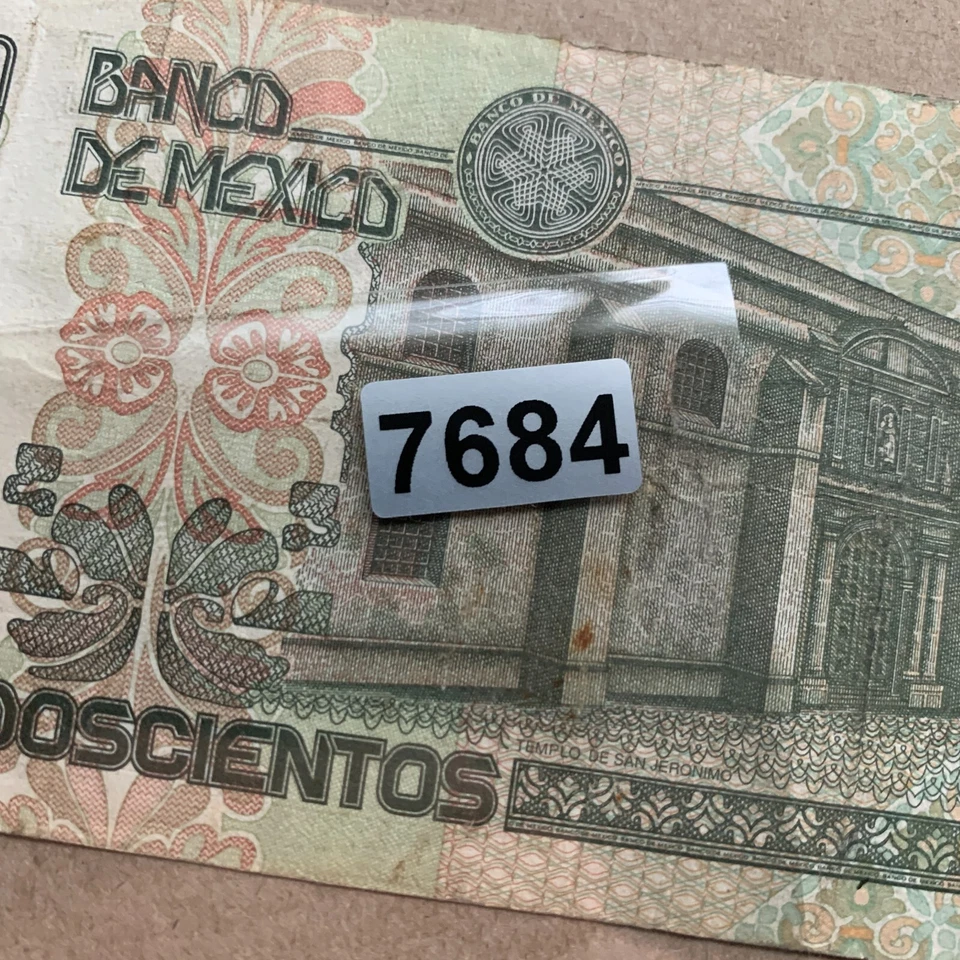 BANCO
DE MEXICO
BANCO DE MEXICO
7684
DOSCIENTOS
TEMPLO DE SAN JERONIMO